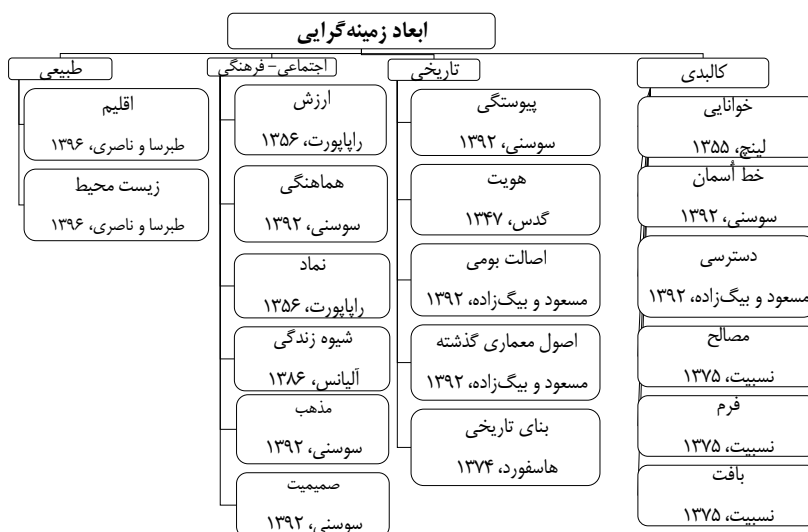 ابعاد زمینه‌گرایی
کالبدی
خوانایی
لینچ، ۱۳۵۵
خط آسمان
سوسنی، ۱۳۹۲
دسترسی
مسعود و بیگ‌زاده، ۱۳۹۲
مصالح
نسبیت، ۱۳۷۵
فرم
نسبیت، ۱۳۷۵
بافت
نسبیت، ۱۳۷۵
تاریخی
پیوستگی
سوسنی، ۱۳۹۲
هویت
گدس، ۱۳۴۷
اصالت بومی
مسعود و بیگ‌زاده، ۱۳۹۲
اصول معماری گذشته
مسعود و بیگ‌زاده، ۱۳۹۲
بنای تاریخی
هاسفورد، ۱۳۷۴
اجتماعی-فرهنگی
ارزش
راپاپورت، ۱۳۵۶
هماهنگی
سوسنی، ۱۳۹۲
نماد
راپاپورت، ۱۳۵۶
شیوه زندگی
آلیانس، ۱۳۸۶
مذهب
سوسنی، ۱۳۹۲
صمیمیت
سوسنی، ۱۳۹۲
طبیعی
اقلیم
طبرسا و ناصری، ۱۳۹۶
زیست محیط
طبرسا و ناصری، ۱۳۹۶